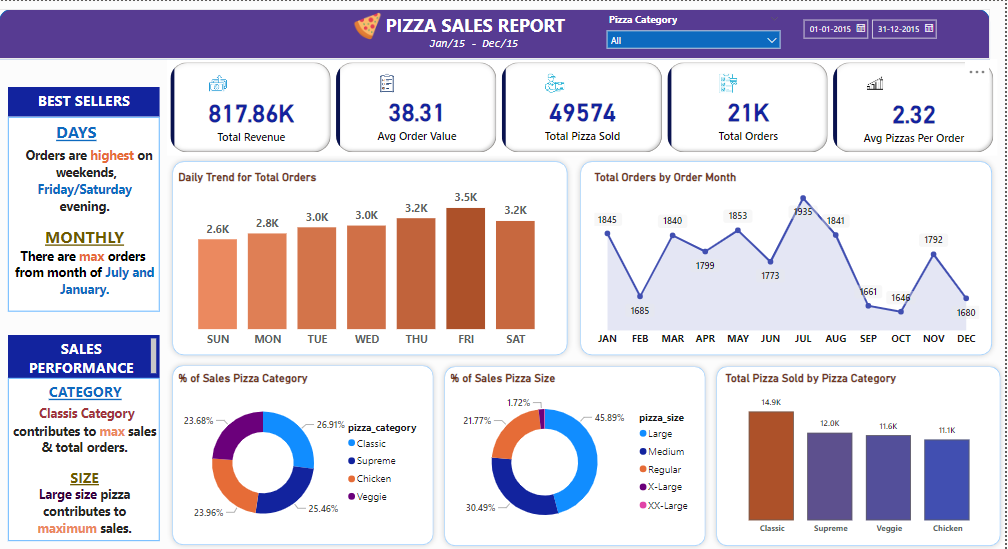 PIZZA SALES REPORT
Jan/15 - Dec/15
Pizza Category
All
01-01-2015
31-12-2015
BEST SELLERS
DAYS
Orders are highest on
weekends,
Friday/Saturday
evening.
MONTHLY
There are max orders
from month of July and
January.
SALES
PERFORMANCE
CATEGORY
Classis Category
contributes to max sales
& total orders.
SIZE
Large size pizza
contributes to
maximum sales.
817.86K
Total Revenue
38.31
Avg Order Value
49574
Total Pizza Sold
21K
Total Orders
2.32
Avg Pizzas Per Order
Daily Trend for Total Orders
2.6K
2.8K
3.0K
3.0K
3.2K
3.5K
3.2K
SUN MON TUE WED THU FRI SAT
Total Orders by Order Month
1845
1685
1840
1799
1853
1773
1935
1841
1661
1646
1792
1680
JAN FEB MAR APR MAY JUN JUL AUG SEP OCT NOV DEC
% of Sales Pizza Category
23.68%
26.91%
23.96%
25.46%
pizza_category
Classic
Supreme
Chicken
Veggie
% of Sales Pizza Size
1.72%
21.77%
45.89%
30.49%
pizza_size
Large
Medium
Regular
X-Large
XX-Large
Total Pizza Sold by Pizza Category
14.9K
12.0K
11.6K
11.1K
Classic Supreme Veggie Chicken